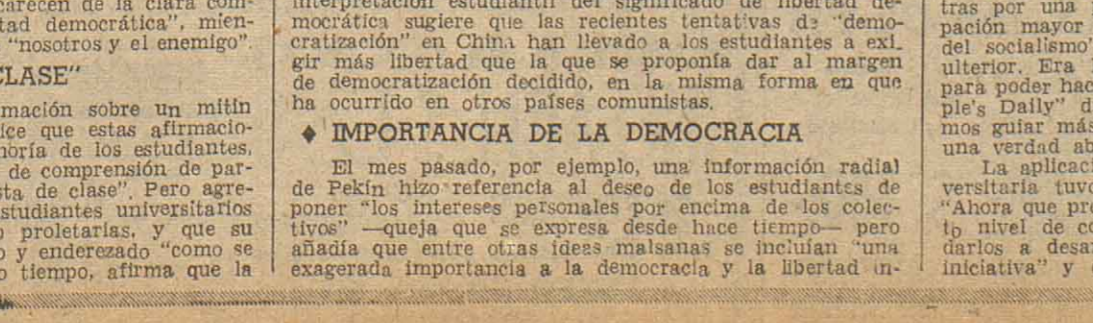 carecen de la clara com-
tad democrática", mien-
"nosotros y el enemigo".
CLASE"
mación sobre un mitin
ice que estas afirmacio-
noría de los estudiantes,
de comprensión de par-
sta de clase". Pero agre-
studiantes universitarios
o proletarias, y que su
o y enderezado "como se
o tiempo, afirma que la
interpretación estudiantil del significado de libertad de-
mocrática sugiere que las recientes tentativas de "demo-
cratización" en China han llevado a los estudiantes a exi_
gir más libertad que la que se proponía dar al margen
de democratización decidido, en la misma forma en que
ha ocurrido en otros países comunistas.
♦ IMPORTANCIA DE LA DEMOCRACIA
El mes pasado, por ejemplo, una información radial
de Pekín hizo referencia al deseo de los estudiantes de
poner "los intereses personales por encima de los colec-
tivos" —queja que se expresa desde hace tiempo— pero
añadía que entre otras ideas malsanas se incluían "una
exagerada importancia a la democracia y la libertad in-
tras por una
pación mayor
del socialismo"
ulterior. Era
para poder hac
ple's Daily" d
mos guiar más
una verdad ab
La aplicaci
versitaria tuvo
"Ahora que pre
to nivel de co
darlos a desa
iniciativa" y